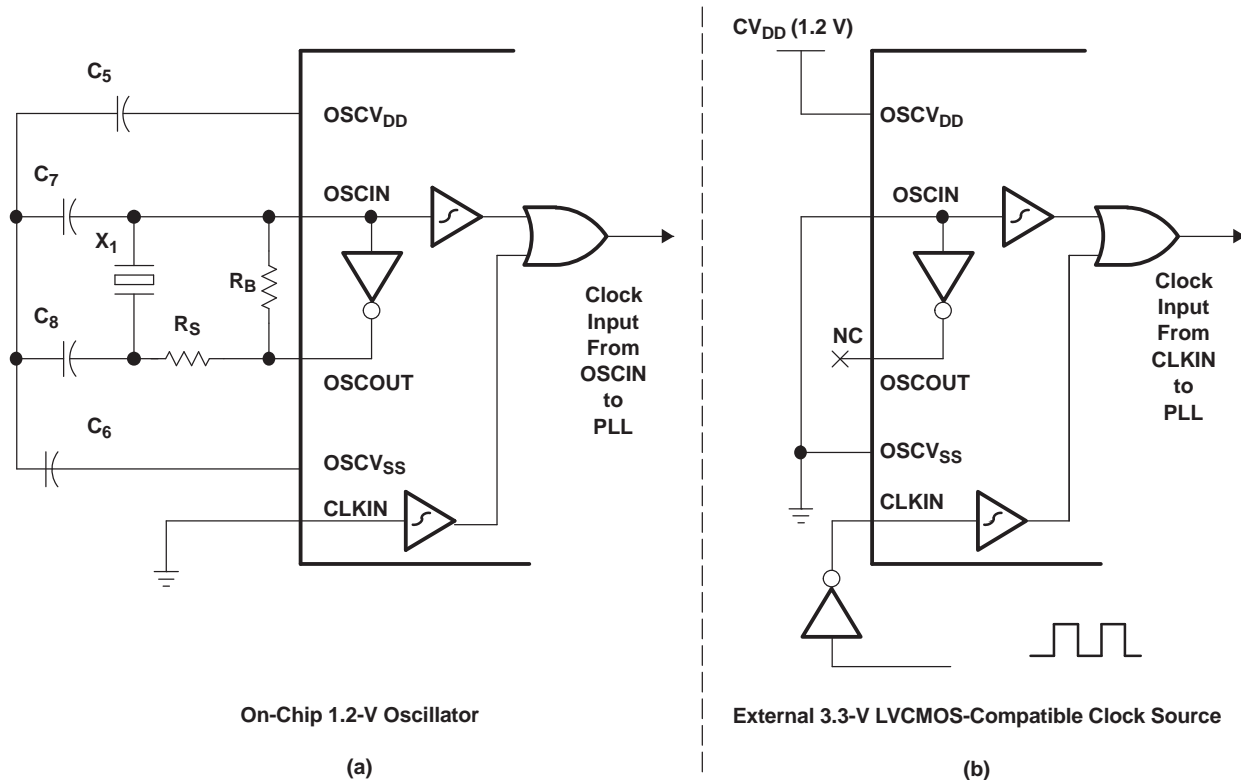 C5
OSCVDD
C7
OSCIN
X1
RB
C8
RS
OSCOUT
Clock
Input
From
OSCIN
to
PLL
C6
OSCVSS
CLKIN
On-Chip 1.2-V Oscillator
(a)
CVDD (1.2 V)
OSCVDD
OSCIN
NC
OSCOUT
Clock
Input
From
CLKIN
to
PLL
OSCVSS
CLKIN
External 3.3-V LVCMOS-Compatible Clock Source
(b)